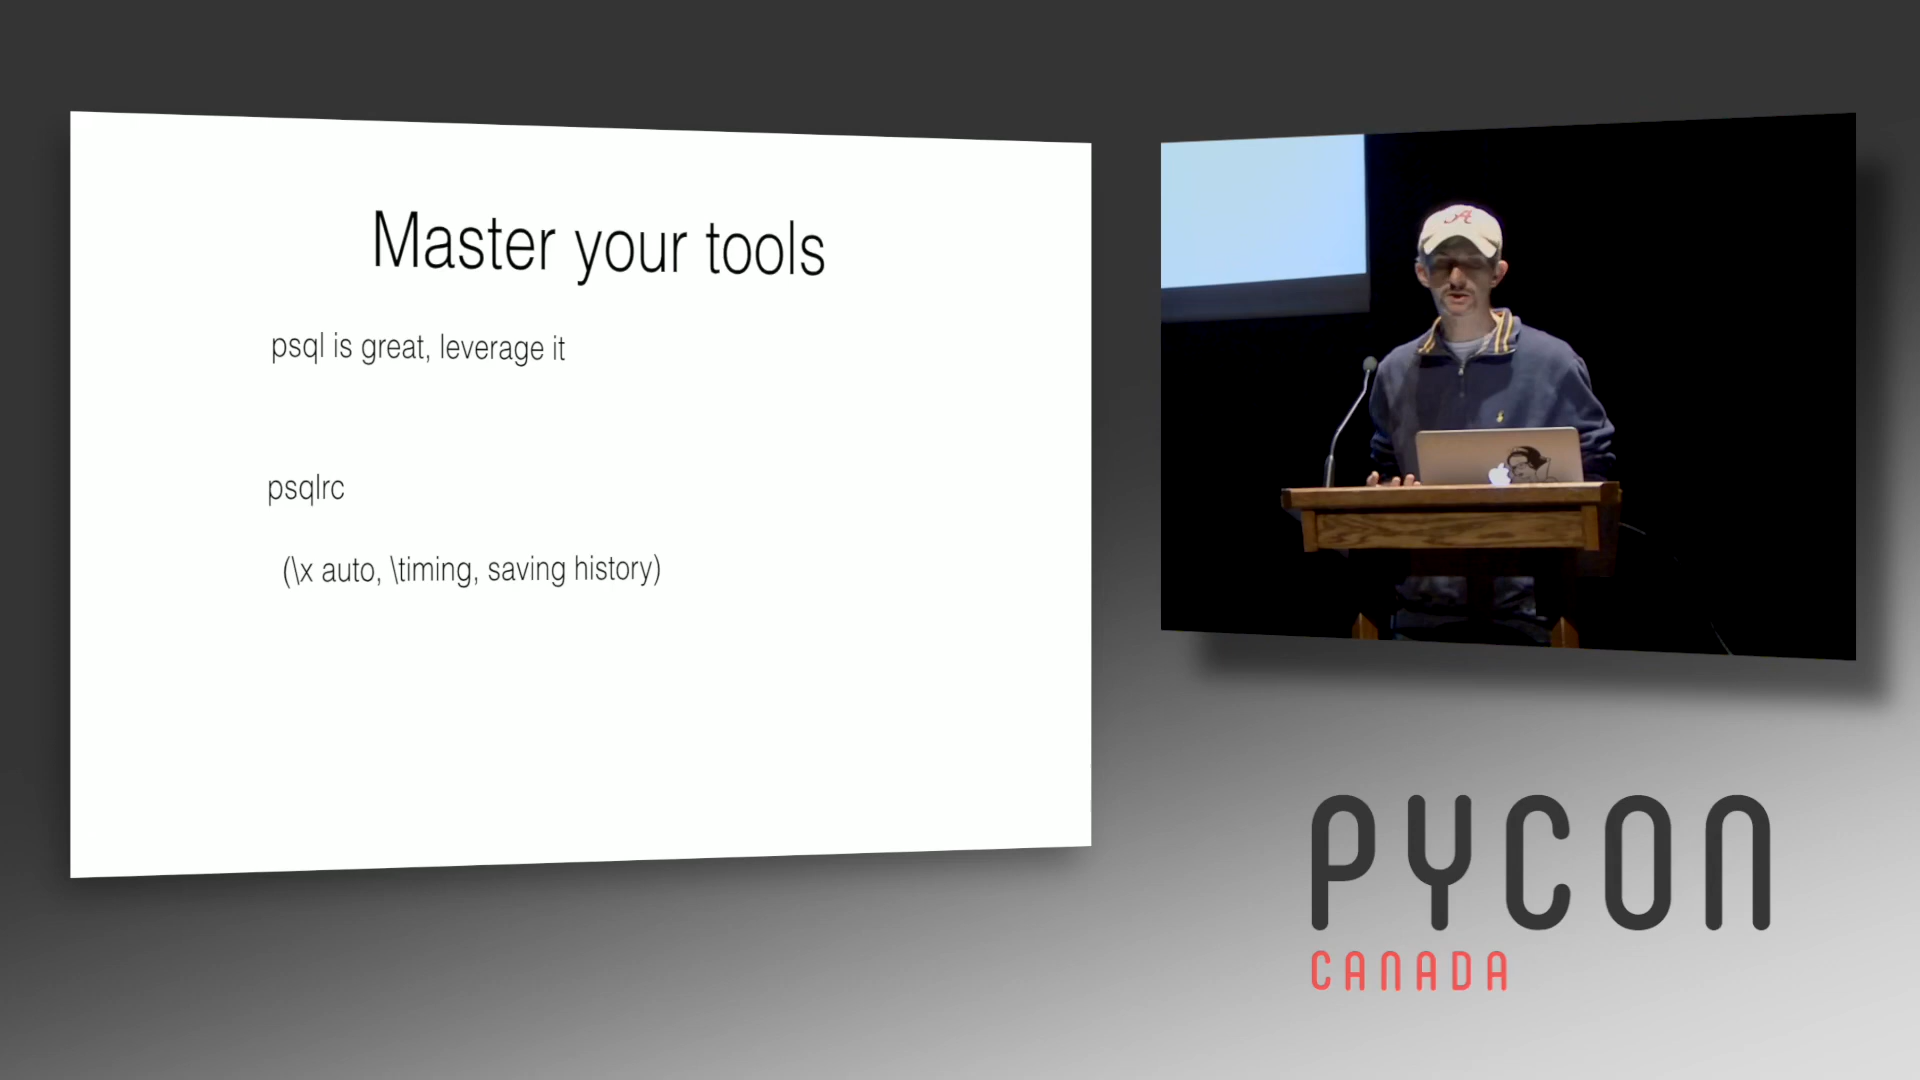 Master your tools
psql is great, leverage it
psqlrc
(\x auto, \timing, saving history)
A
PYCON
CANADA